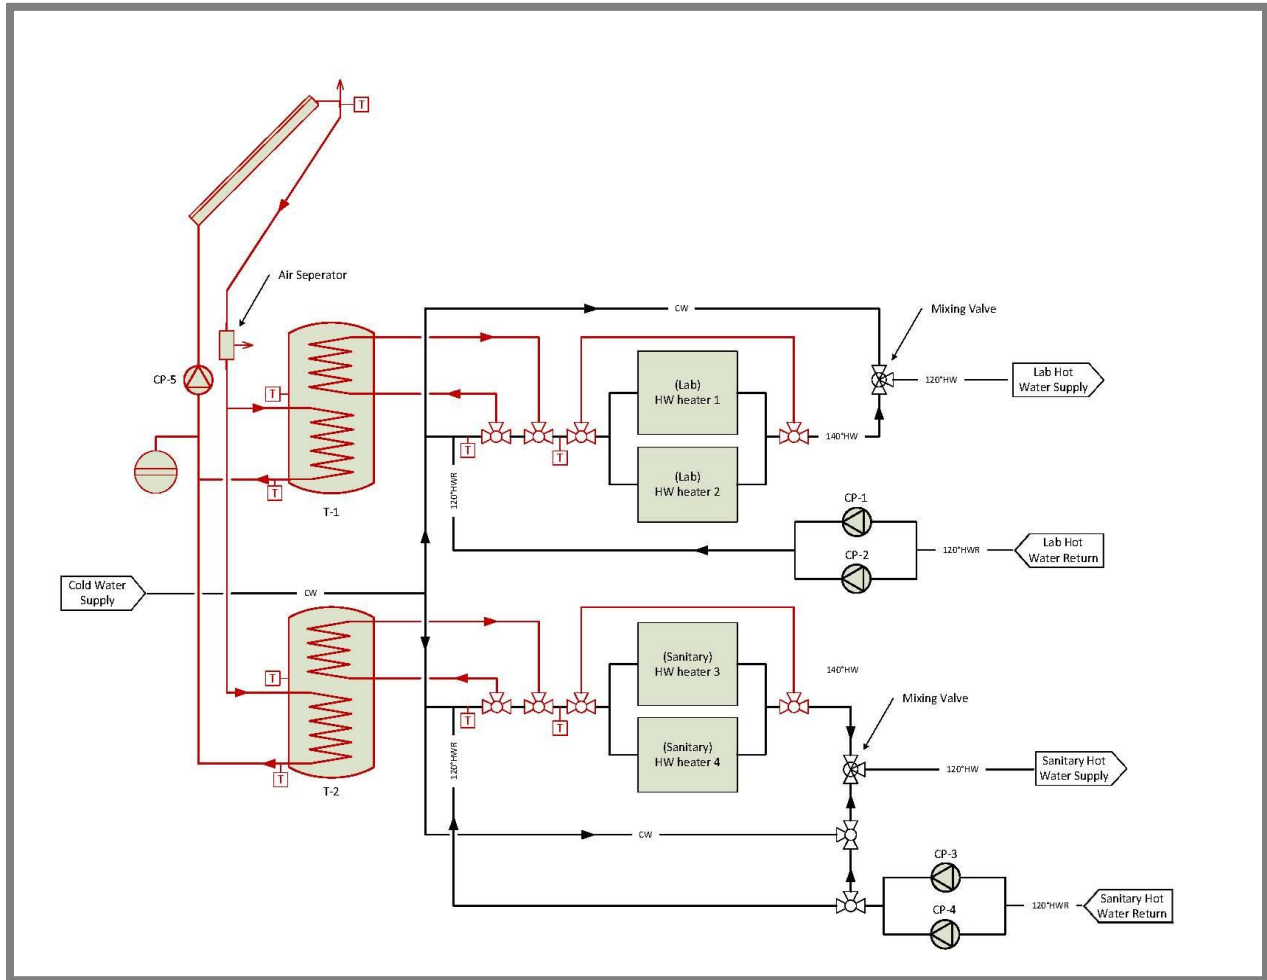 T
Air Seperator
CP-5
T
T
T-1
CW
Mixing Valve
(Lab)
HW heater 1
120°HW
Lab Hot
Water Supply
140°HW
T
T
(Lab)
HW heater 2
120°HWR
CP-1
CP-2
120°HWR
Lab Hot
Water Return
Cold Water
Supply
CW
T
T
T-2
(Sanitary)
HW heater 3
140°HW
T
T
Mixing Valve
(Sanitary)
HW heater 4
120°HWR
120°HW
Sanitary Hot
Water Supply
CW
CP-3
CP-4
120°HWR
Sanitary Hot
Water Return